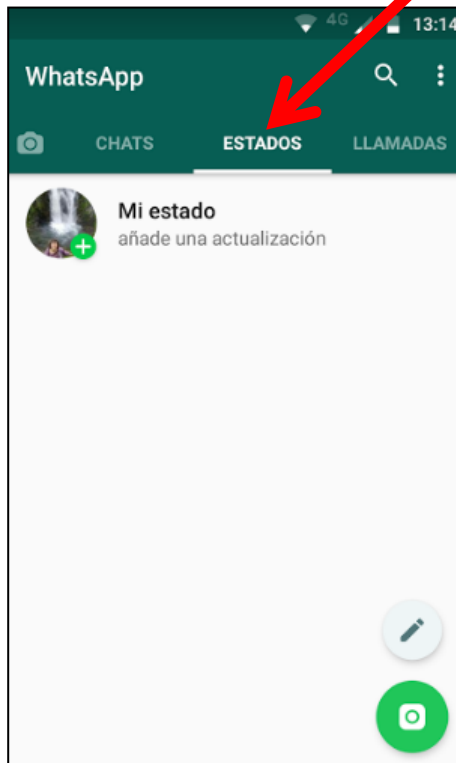 4G 13:14
WhatsApp
CHATS ESTADOS LLAMADAS
Mi estado
añade una actualización